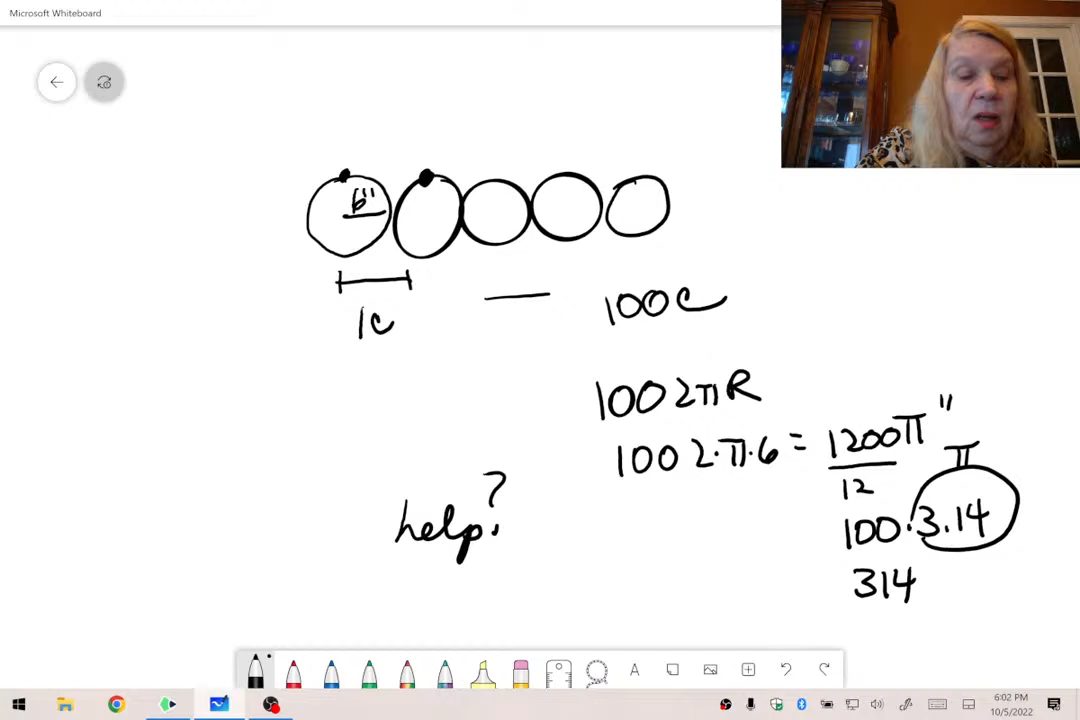 Microsoft Whiteboard
6"
1C
100C
100 2πR
100 2·π·6 = 1200π"
12
π
100·3.14
314
help?
A
6:02 PM
10/5/2022